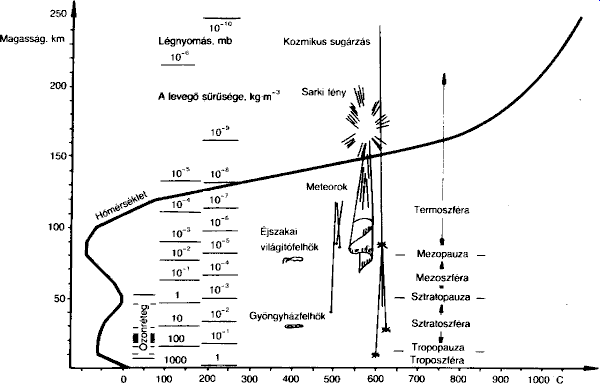 250
Magasság, km
200
150
100
50
0
Légnyomás, mb
10⁻⁶
10⁻⁵
10⁻⁴
10⁻³
10⁻²
10⁻¹
1
10
100
1000
10⁻¹⁰
A levegő sűrűsége, kg·m⁻³
10⁻⁹
10⁻⁸
10⁻⁷
10⁻⁶
10⁻⁵
10⁻⁴
10⁻³
10⁻²
10⁻¹
1
Hőmérséklet
Ózonréteg
Kozmikus sugárzás
Sarki fény
Meteorok
Éjszakai
világítófelhők
Gyöngyházfelhők
Termoszféra
Mezopauza
Mezoszféra
Sztratopauza
Sztratoszféra
Tropopauza
Troposzféra
0 100 200 300 400 500 600 700 800 900 1000 C